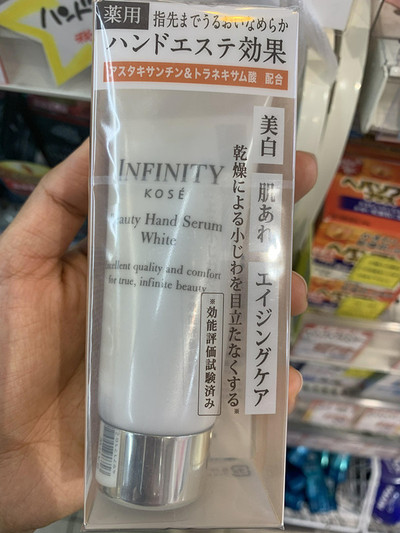 薬用
指先までうるおいなめらか
ハンドエステ効果
アスタキサンチン&トラネキサム酸 配合
美白
肌あれ
エイジングケア
乾燥による小じわを目立たなくする※
※効能評価試験済み
INFINITY
KOSÉ
Beauty Hand Serum
White
Excellent quality and comfort
for true, infinite beauty